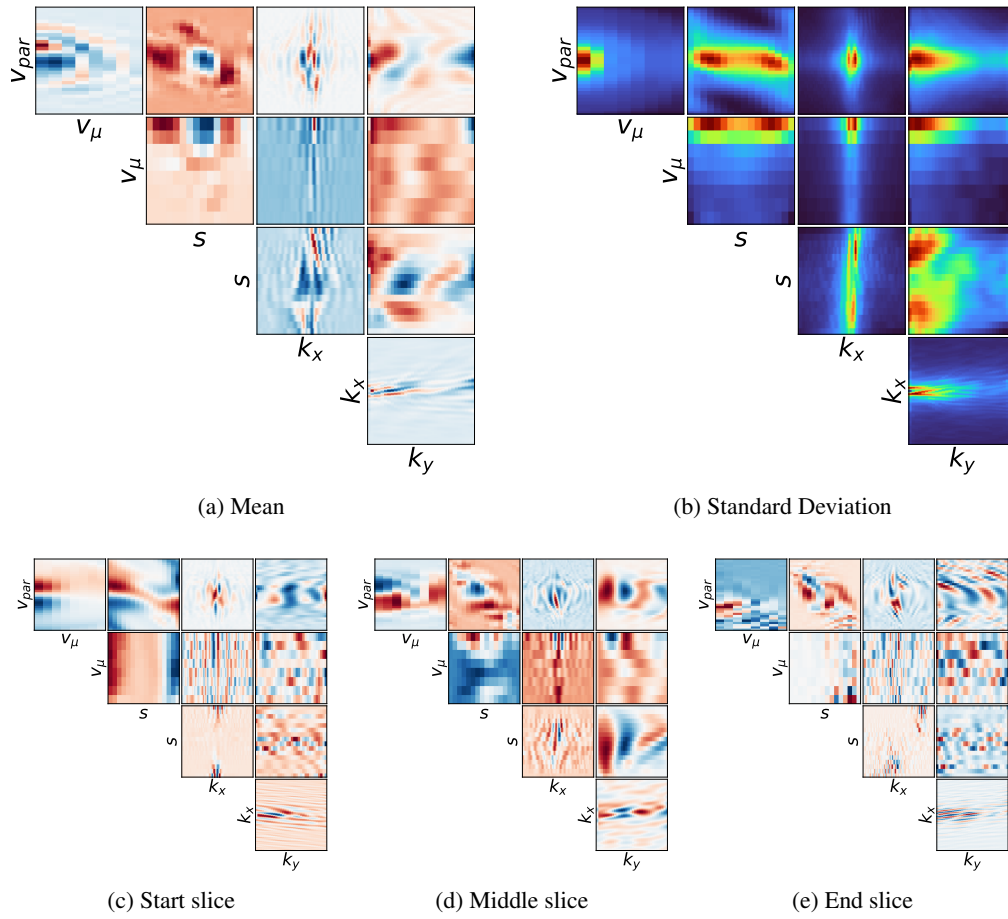 v_par
v_μ
v_μ
s
s
k_x
k_x
k_y
(a) Mean
v_par
v_μ
v_μ
s
s
k_x
k_x
k_y
(b) Standard Deviation
v_par
v_μ
v_μ
s
s
k_x
k_x
k_y
(c) Start slice
v_par
v_μ
v_μ
s
s
k_x
k_x
k_y
(d) Middle slice
v_par
v_μ
v_μ
s
s
k_x
k_x
k_y
(e) End slice